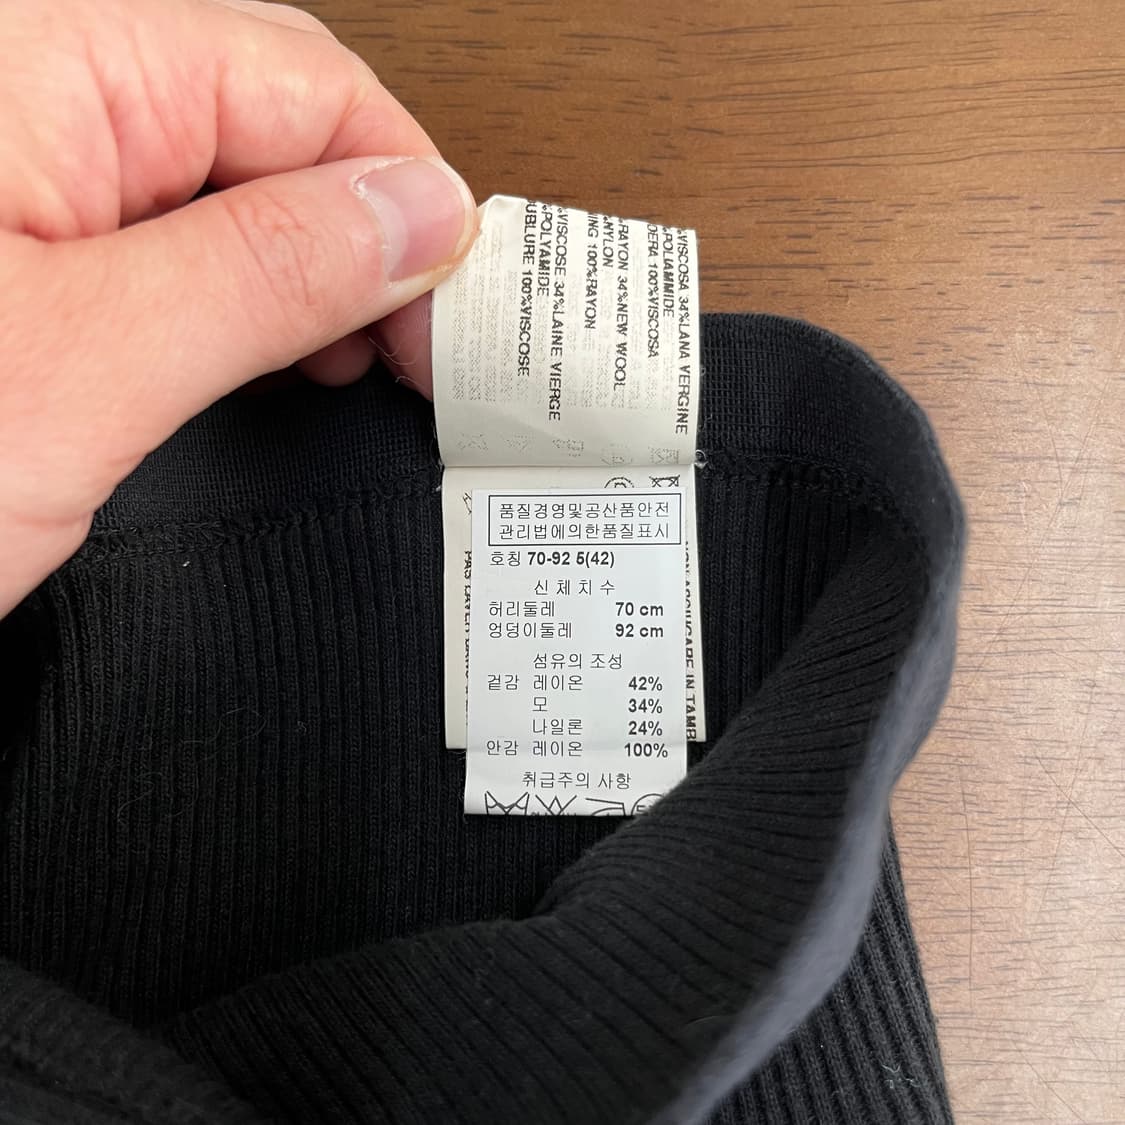 %VISCOSA 34%LANA VERGINE
%POLIAMMIDE
DERA 100%VISCOSA
%RAYON 34%NEW WOOL
%NYLON
ING 100%RAYON
%VISCOSE 34%LAINE VIERGE
%POLYAMIDE
UBLURE 100%VISCOSE
품질경영및공산품안전
관리법에의한품질표시
호칭 70-92 5(42)
신 체 치 수
허리둘레 70 cm
엉덩이둘레 92 cm
섬유의 조성
겉감 레이온 42%
모 34%
나일론 24%
안감 레이온 100%
취급주의 사항
NON ASCIUGARE IN TAMB